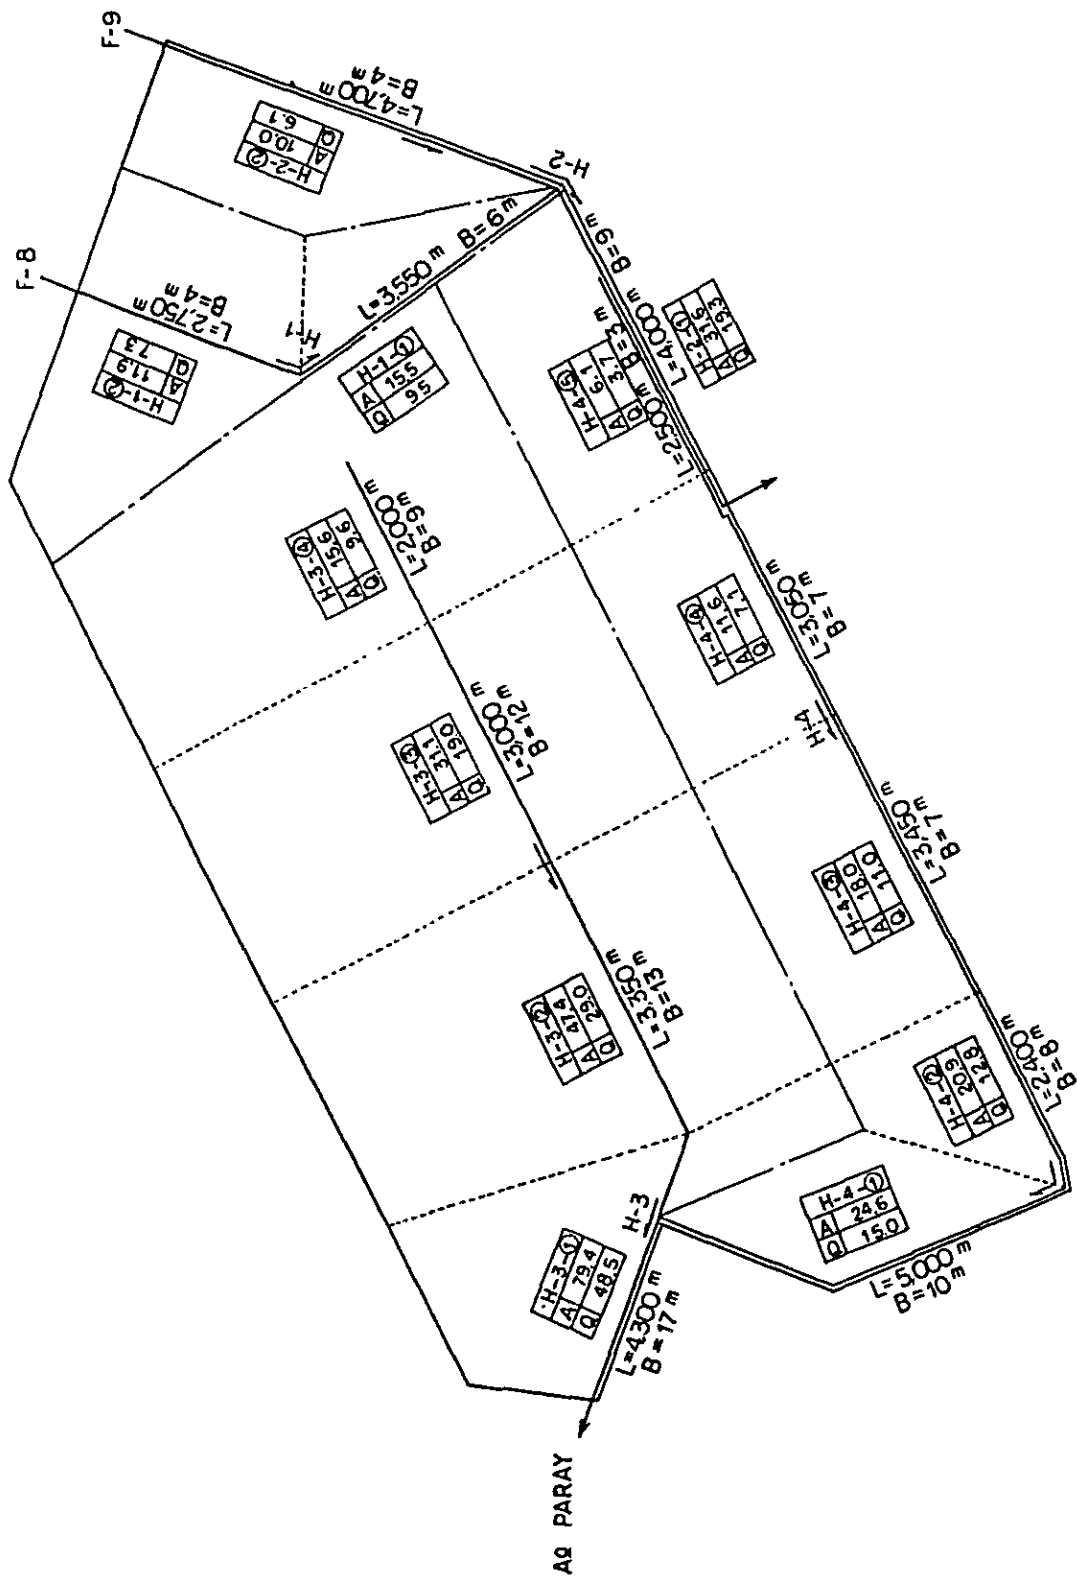 F-9
L=4,700 m
B=4 m
H-2-②
A 10.0
Q 6.1
F-8
L=2,750 m
B=4 m
H-1-②
A 11.9
Q 7.3
H-1
H-2
L=3,550 m B=6 m
H-1-①
A 15.5
Q 9.5
L=4,000 m B=9 m
H-2-①
A 31.6
Q 19.3
H-4-⑤
A 6.1
Q 3.7
L=2,500 m B=3 m
H-3-④
A 15.6
Q 9.6
L=2,000 m
B=9 m
H-4-④
A 11.6
Q 7.1
L=3,050 m
B=7 m
H-3-③
A 31.1
Q 19.0
L=3,000 m
B=12 m
H-4
H-4-③
A 18.0
Q 11.0
L=3,450 m
B=7 m
H-3-②
A 47.4
Q 29.0
L=3,350 m
B=13 m
H-4-②
A 20.9
Q 12.8
L=2,400 m
B=8 m
·H-3-①
A 79.4
Q 48.5
H-3
L=4,300 m
B=17 m
H-4-①
A 24.6
Q 15.0
L=5,000 m
B=10 m
Aº PARAY